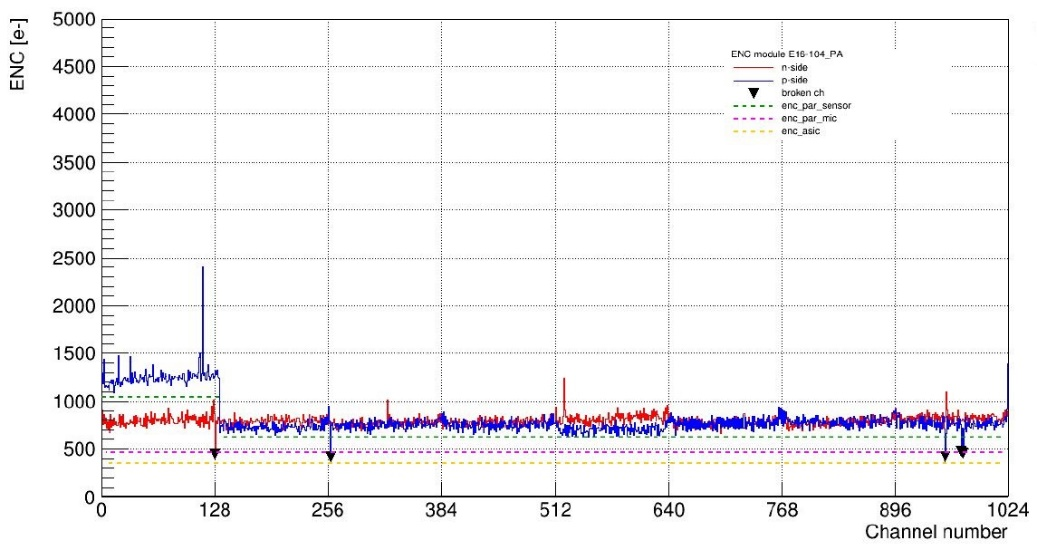 ENC [e-]
5000
4500
4000
3500
3000
2500
2000
1500
1000
500
0
ENC module E16-104_PA
n-side
p-side
broken ch
enc_par_sensor
enc_par_mic
enc_asic
0 128 256 384 512 640 768 896 1024
Channel number